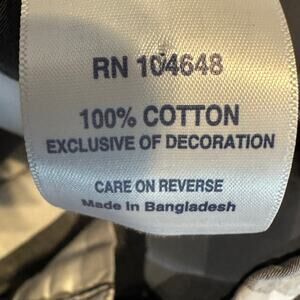 RN 104648
100% COTTON
EXCLUSIVE OF DECORATION
CARE ON REVERSE
Made in Bangladesh